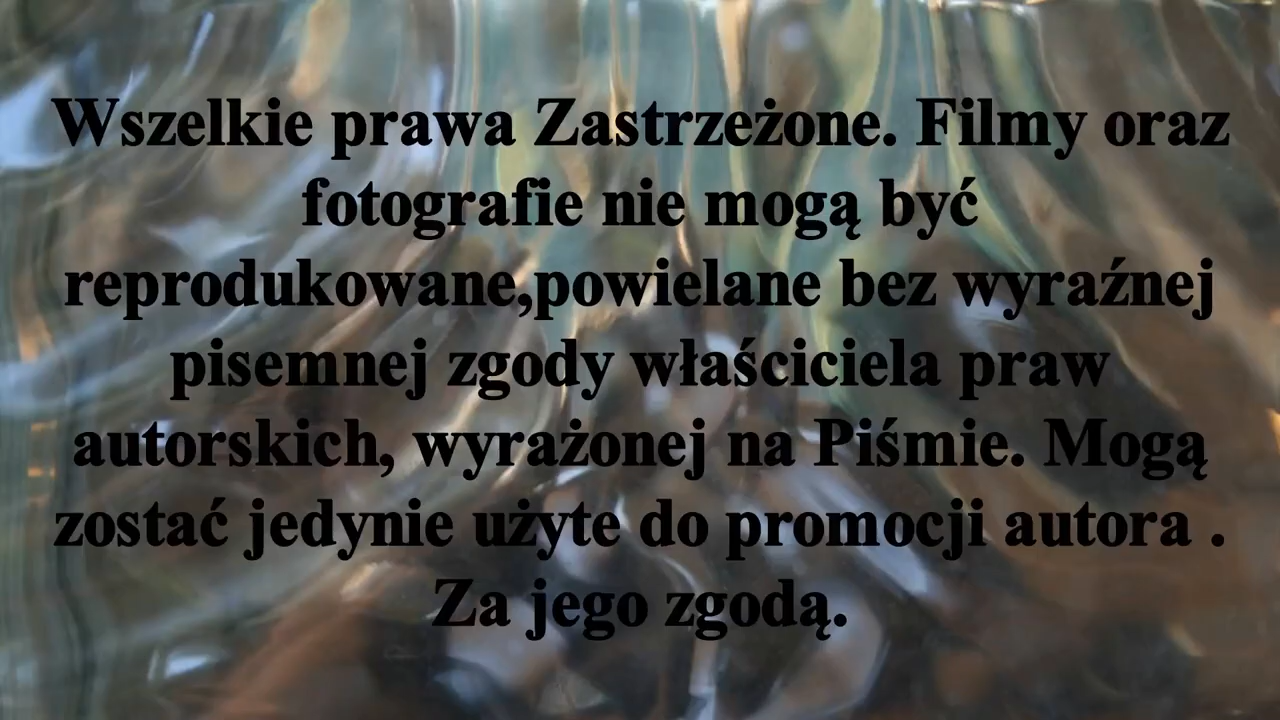 Wszelkie prawa Zastrzeżone. Filmy oraz
fotografie nie mogą być
reprodukowane,powielane bez wyraźnej
pisemnej zgody właściciela praw
autorskich, wyrażonej na Piśmie. Mogą
zostać jedynie użyte do promocji autora .
Za jego zgodą.